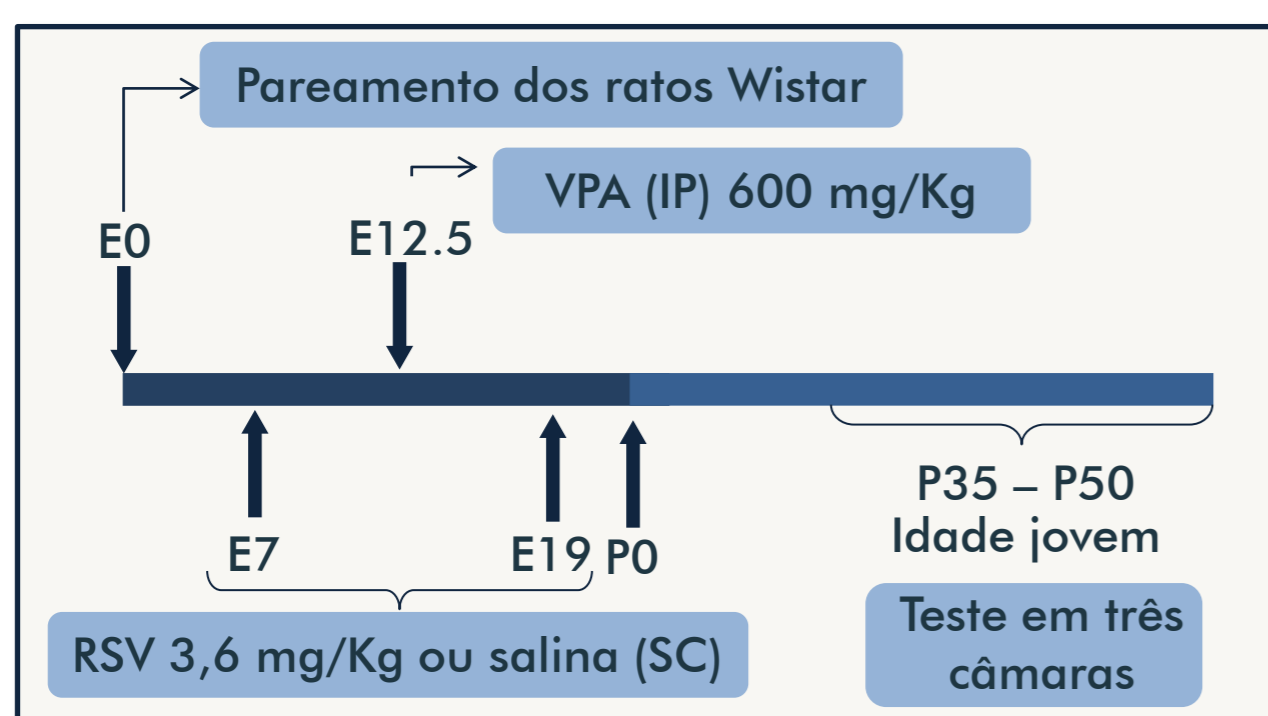 Pareamento dos ratos Wistar
VPA (IP) 600 mg/Kg
E0
E12.5
E7
E19
P0
P35 – P50
Idade jovem
RSV 3,6 mg/Kg ou salina (SC)
Teste em três
câmaras